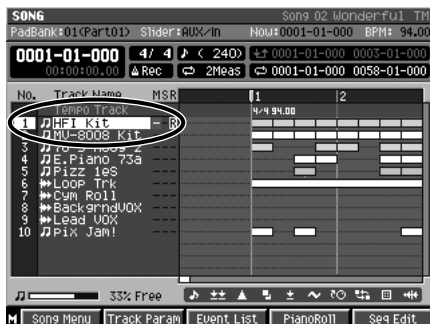 SONG Song 02 Wonderful TM
PadBank:01(Part01) Slider:AUX/In Now:0001-01-000 BPM: 94.00
0001-01-000 4/ 4 ♪ ( 240) 0001-01-000 0003-01-000
00:00:00.00 Rec 2Meas 0001-01-000 0058-01-000
No. Track Name MSR 1 2
Tempo Track 4/4 94.00
1 HFI Kit --R
2 MV-8008 Kit ---
3
4 E.Piano 73a ---
5 Pizz 1eS ---
6 Loop Trk ---
7 Cym Roll ---
8 BackgrndVOX ---
9 Lead VOX ---
10 Pix Jam! ---
33% Free
M Song Menu Track Param Event List PianoRoll Seq Edit